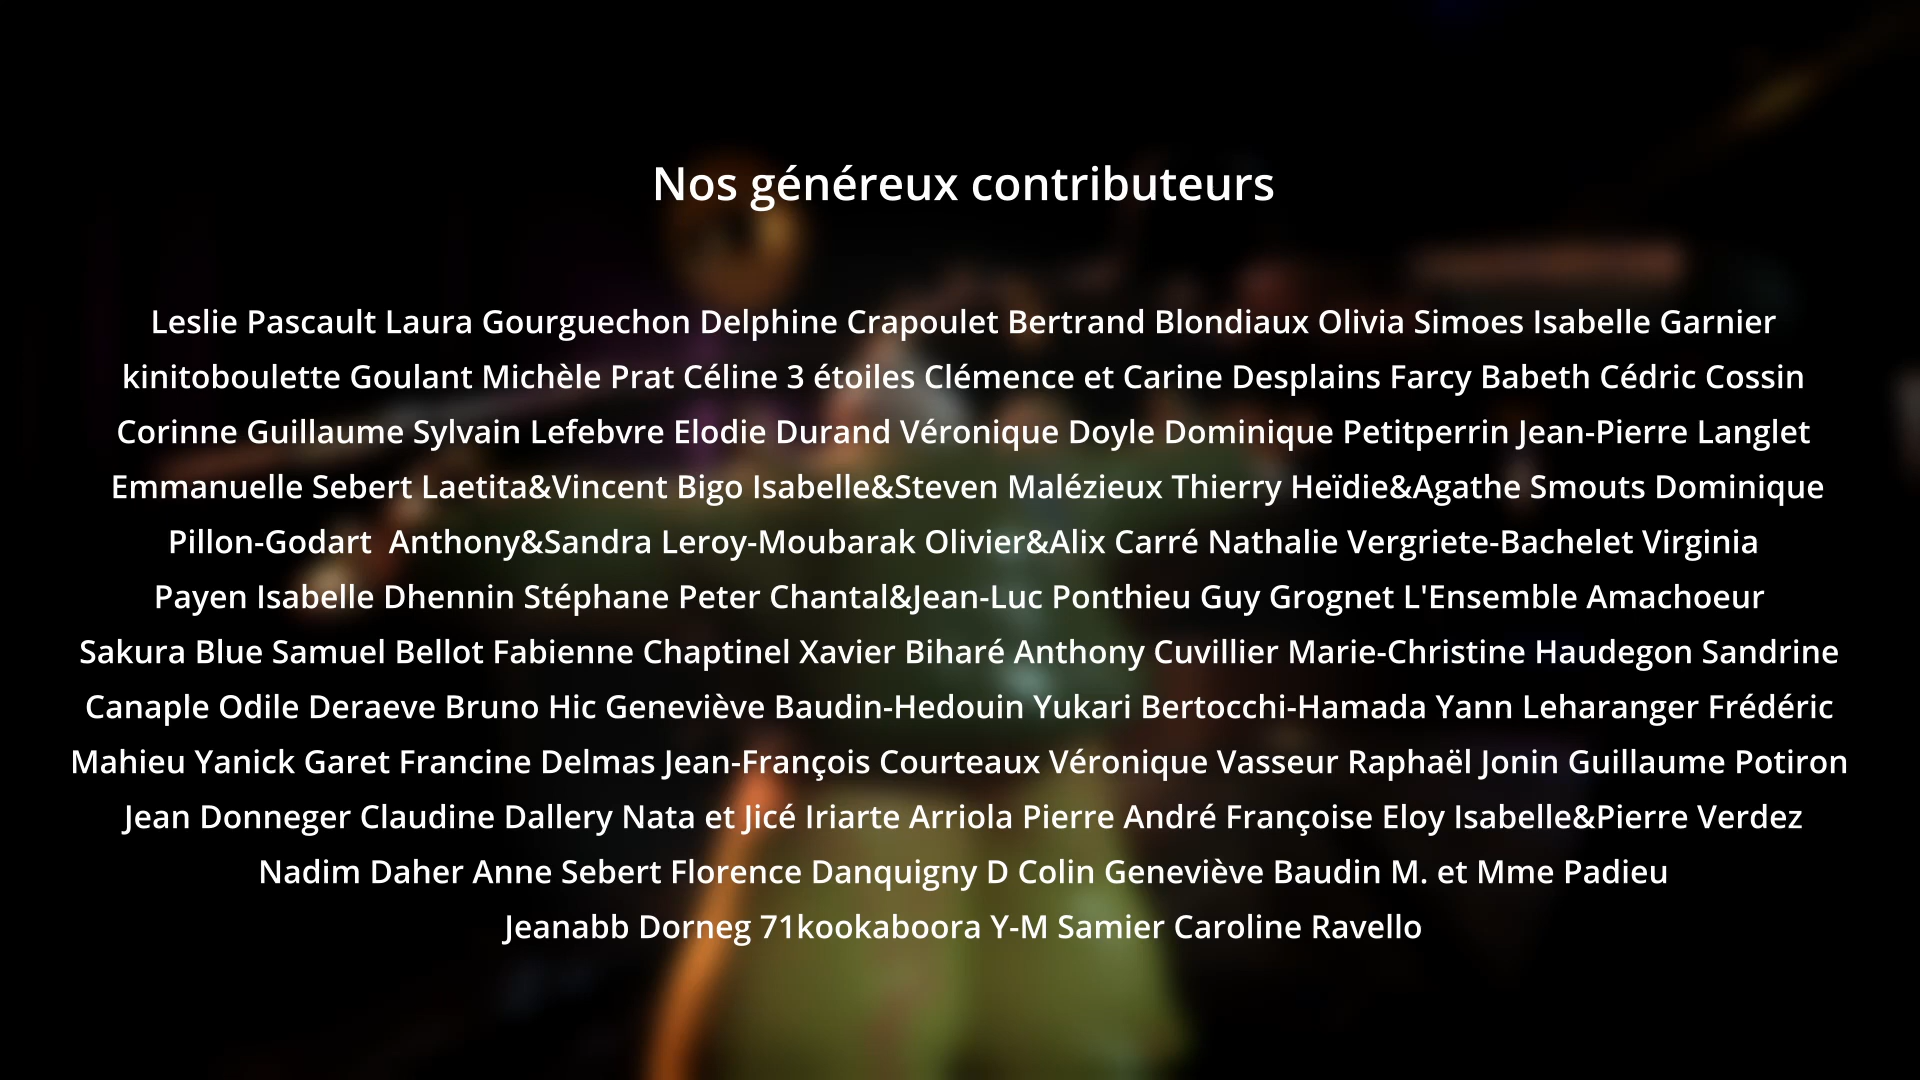 Nos généreux contributeurs
Leslie Pascault Laura Gourguechon Delphine Crapoulet Bertrand Blondiaux Olivia Simoes Isabelle Garnier
kinitoboulette Goulant Michèle Prat Céline 3 étoiles Clémence et Carine Desplains Farcy Babeth Cédric Cossin
Corinne Guillaume Sylvain Lefebvre Elodie Durand Véronique Doyle Dominique Petitperrin Jean-Pierre Langlet
Emmanuelle Sebert Laetita&Vincent Bigo Isabelle&Steven Malézieux Thierry Heïdie&Agathe Smouts Dominique
Pillon-Godart  Anthony&Sandra Leroy-Moubarak Olivier&Alix Carré Nathalie Vergriete-Bachelet Virginia
Payen Isabelle Dhennin Stéphane Peter Chantal&Jean-Luc Ponthieu Guy Grognet L'Ensemble Amachoeur
Sakura Blue Samuel Bellot Fabienne Chaptinel Xavier Biharé Anthony Cuvillier Marie-Christine Haudegon Sandrine
Canaple Odile Deraeve Bruno Hic Geneviève Baudin-Hedouin Yukari Bertocchi-Hamada Yann Leharanger Frédéric
Mahieu Yanick Garet Francine Delmas Jean-François Courteaux Véronique Vasseur Raphaël Jonin Guillaume Potiron
Jean Donneger Claudine Dallery Nata et Jicé Iriarte Arriola Pierre André Françoise Eloy Isabelle&Pierre Verdez
Nadim Daher Anne Sebert Florence Danquigny D Colin Geneviève Baudin M. et Mme Padieu
Jeanabb Dorneg 71kookaboora Y-M Samier Caroline Ravello